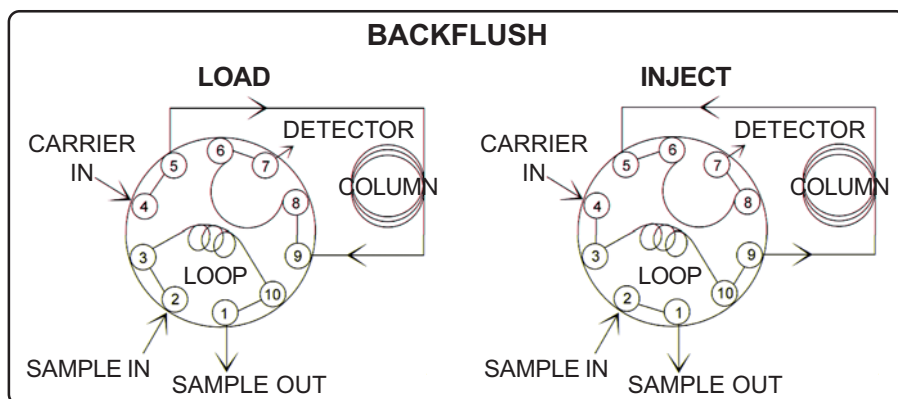 BACKFLUSH
LOAD
CARRIER
IN
DETECTOR
COLUMN
LOOP
SAMPLE IN
SAMPLE OUT
6
7
5
4
8
3
9
2
10
1
INJECT
CARRIER
IN
DETECTOR
COLUMN
LOOP
SAMPLE IN
SAMPLE OUT
6
7
5
4
8
3
9
2
10
1